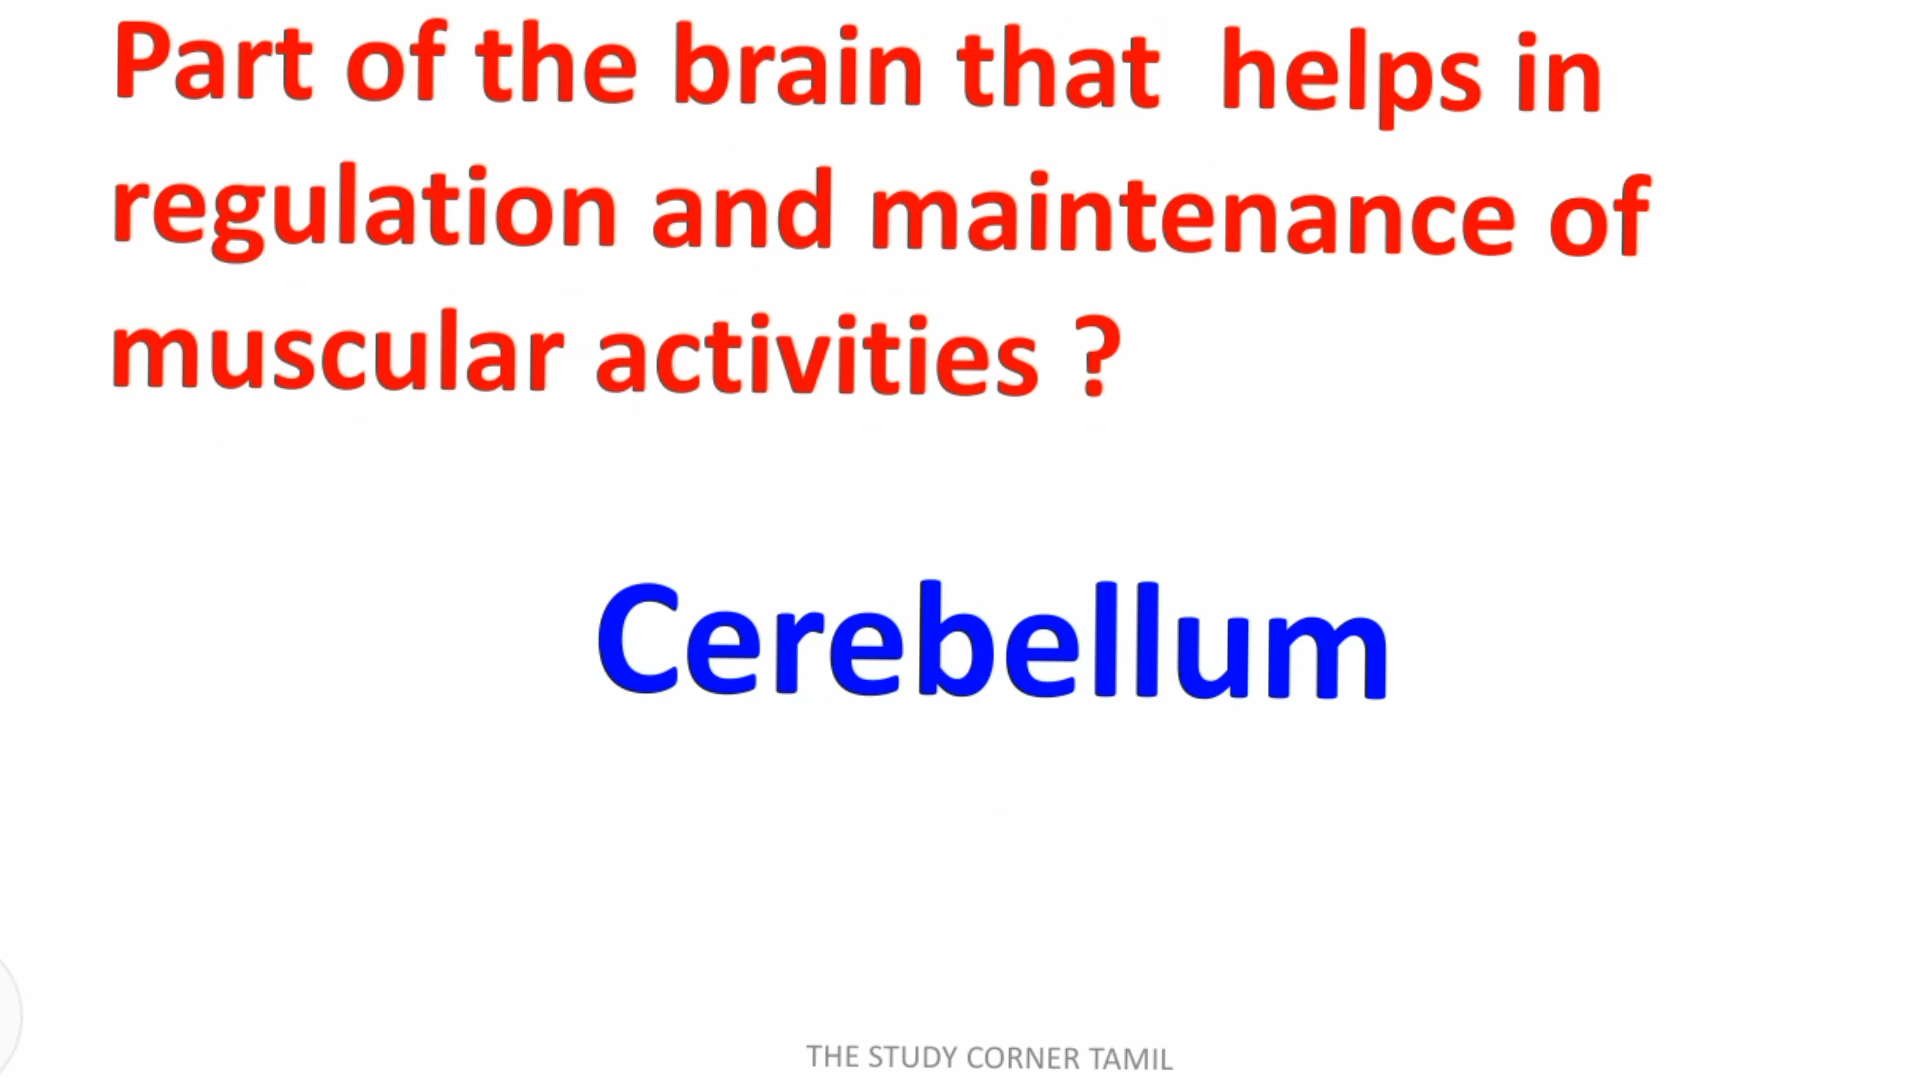 Part of the brain that  helps in
regulation and maintenance of
muscular activities ?
Cerebellum
THE STUDY CORNER TAMIL